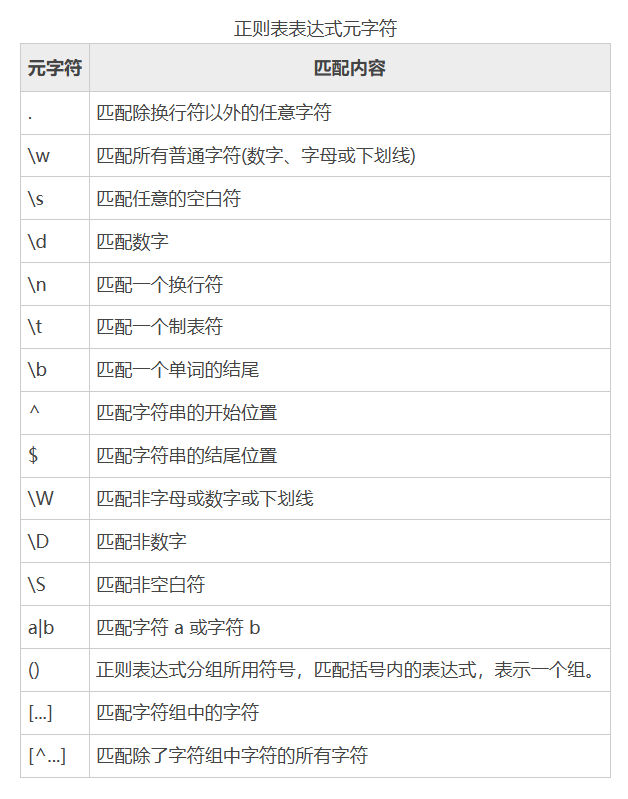 正则表表达式元字符
元字符 匹配内容
. 匹配除换行符以外的任意字符
\w 匹配所有普通字符(数字、字母或下划线)
\s 匹配任意的空白符
\d 匹配数字
\n 匹配一个换行符
\t 匹配一个制表符
\b 匹配一个单词的结尾
^ 匹配字符串的开始位置
$ 匹配字符串的结尾位置
\W 匹配非字母或数字或下划线
\D 匹配非数字
\S 匹配非空白符
a|b 匹配字符 a 或字符 b
() 正则表达式分组所用符号，匹配括号内的表达式，表示一个组。
[...] 匹配字符组中的字符
[^...] 匹配除了字符组中字符的所有字符